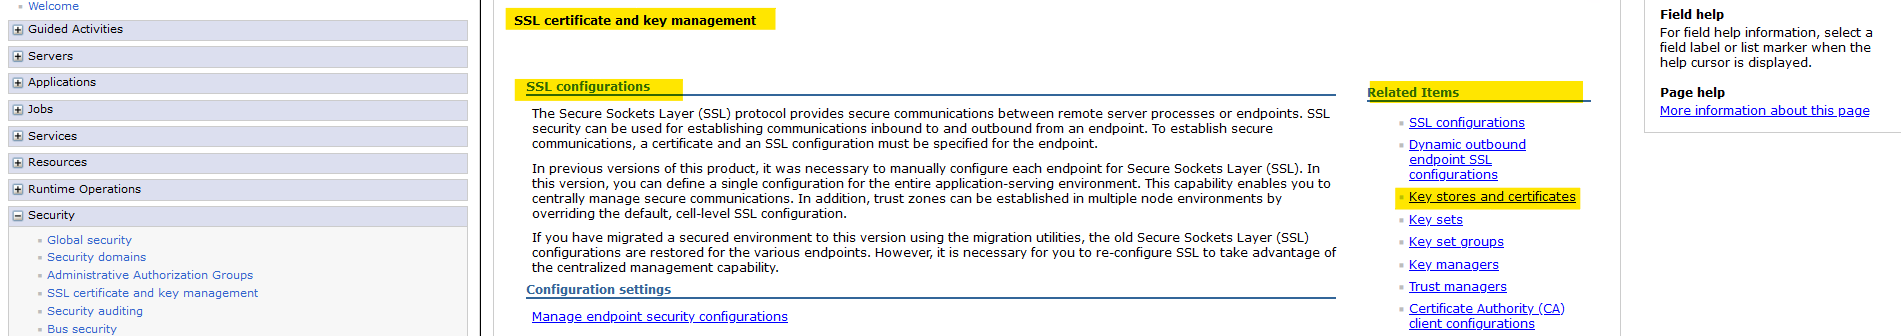 Welcome
Guided Activities
Servers
Applications
Jobs
Services
Resources
Runtime Operations
Security
Global security
Security domains
Administrative Authorization Groups
SSL certificate and key management
Security auditing
Bus security
SSL certificate and key management
SSL configurations
The Secure Sockets Layer (SSL) protocol provides secure communications between remote server processes or endpoints. SSL
security can be used for establishing communications inbound to and outbound from an endpoint. To establish secure
communications, a certificate and an SSL configuration must be specified for the endpoint.
In previous versions of this product, it was necessary to manually configure each endpoint for Secure Sockets Layer (SSL). In
this version, you can define a single configuration for the entire application-serving environment. This capability enables you to
centrally manage secure communications. In addition, trust zones can be established in multiple node environments by
overriding the default, cell-level SSL configuration.
If you have migrated a secured environment to this version using the migration utilities, the old Secure Sockets Layer (SSL)
configurations are restored for the various endpoints. However, it is necessary for you to re-configure SSL to take advantage of
the centralized management capability.
Configuration settings
Manage endpoint security configurations
Related Items
SSL configurations
Dynamic outbound
endpoint SSL
configurations
Key stores and certificates
Key sets
Key set groups
Key managers
Trust managers
Certificate Authority (CA)
client configurations
Field help
For field help information, select a
field label or list marker when the
help cursor is displayed.
Page help
More information about this page